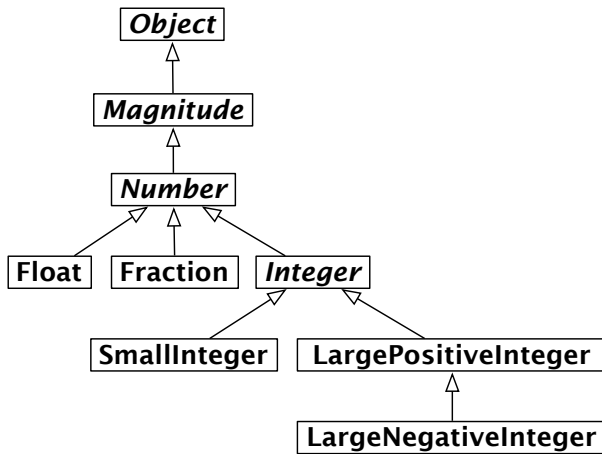 Object
Magnitude
Number
Float
Fraction
Integer
SmallInteger
LargePositiveInteger
LargeNegativeInteger